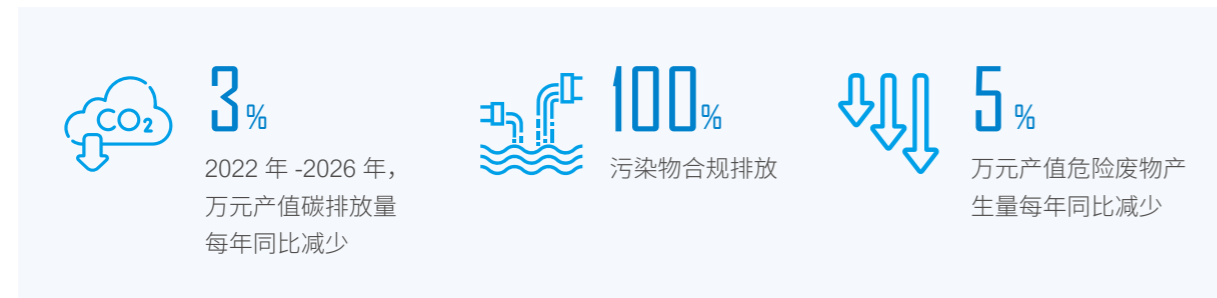 CO2
3%
2022 年 -2026 年，
万元产值碳排放量
每年同比减少
100%
污染物合规排放
5%
万元产值危险废物产
生量每年同比减少